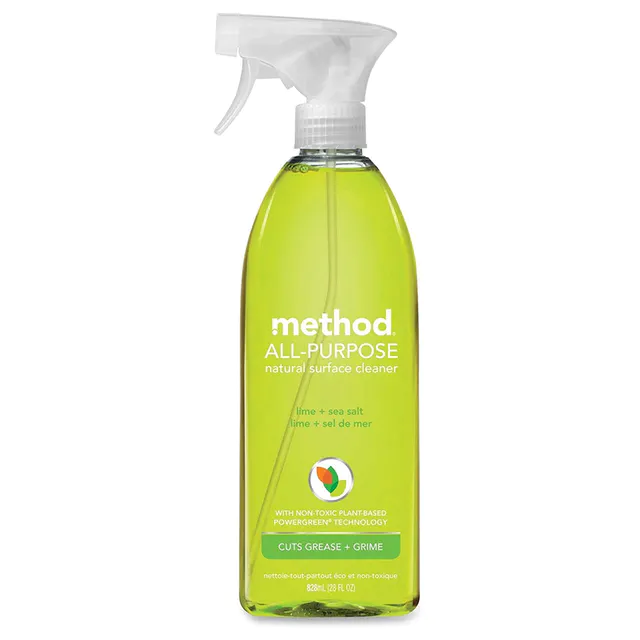 method®
ALL-PURPOSE
natural surface cleaner
lime + sea salt
lime + sel de mer
WITH NON-TOXIC PLANT-BASED
POWERGREEN® TECHNOLOGY
CUTS GREASE + GRIME
nettoie-tout-partout éco et non-toxique
828mL (28 FL OZ)